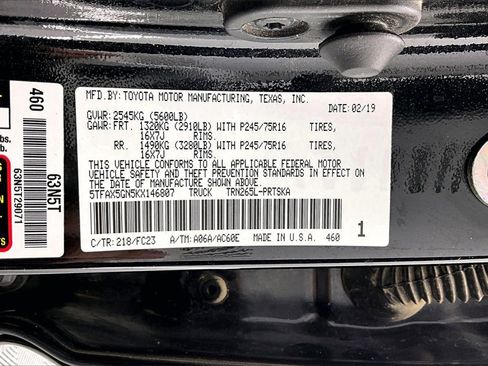 MFD.BY: TOYOTA MOTOR MANUFACTURING, TEXAS, INC.
DATE: 02/19
GVWR: 2545KG (5600LB)
GAWR: FRT. 1320KG (2910LB) WITH P245/75R16 TIRES,
16X7J RIMS.
RR. 1490KG (3280LB) WITH P245/75R16 TIRES,
16X7J RIMS.
THIS VEHICLE CONFORMS TO ALL APPLICABLE FEDERAL MOTOR
VEHICLE SAFETY AND THEFT PREVENTION STANDARDS IN EFFECT ON
THE DATE OF MANUFACTURE SHOWN ABOVE.
5TFAX5GN5KX146807 TRUCK TRN265L-PRTSKA
C/TR: 218/FC23 A/TM: A06A/AC60E MADE IN U.S.A. 460 1
460
63N5T
63N5T29071
lbs.